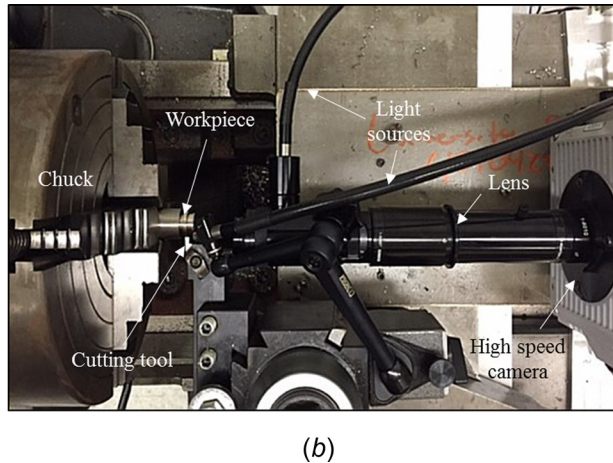 Workpiece
Light
sources
Chuck
Lens
Cutting tool
High speed
camera
(b)